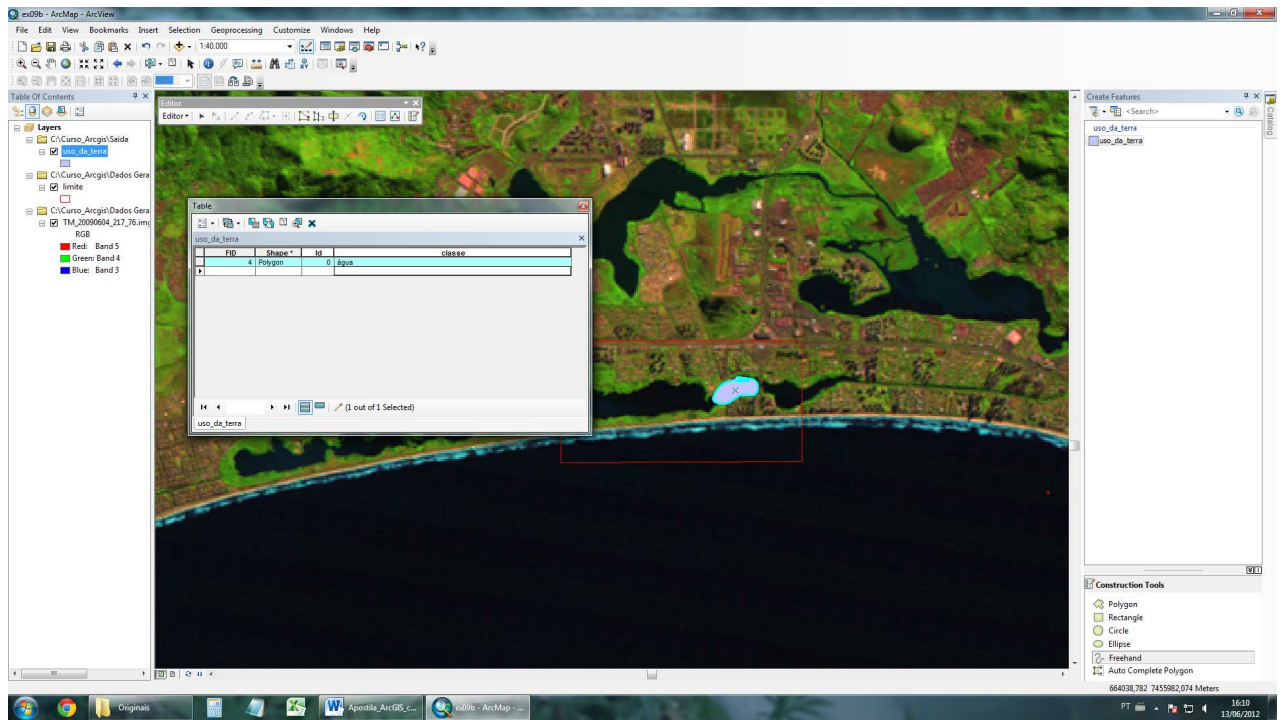 ex09b - ArcMap - ArcView
File Edit View Bookmarks Insert Selection Geoprocessing Customize Windows Help
1:40.000
Table Of Contents
Layers
C:\Curso_Arcgis\Saida
uso_da_terra
C:\Curso_Arcgis\Dados Gera
limite
C:\Curso_Arcgis\Dados Gera
TM_20090604_217_76.img
RGB
Red: Band 5
Green: Band 4
Blue: Band 3
Editor
Editor
Table
uso_da_terra
FID Shape * Id classe
4 Polygon 0 água
(1 out of 1 Selected)
uso_da_terra
Create Features
<Search>
uso_da_terra
uso_da_terra
Catalog
Construction Tools
Polygon
Rectangle
Circle
Ellipse
Freehand
Auto Complete Polygon
664038,782 7455982,074 Meters
Originais
Apostila_ArcGIS_c...
ex09b - ArcMap - ...
PT
16:10
13/06/2012